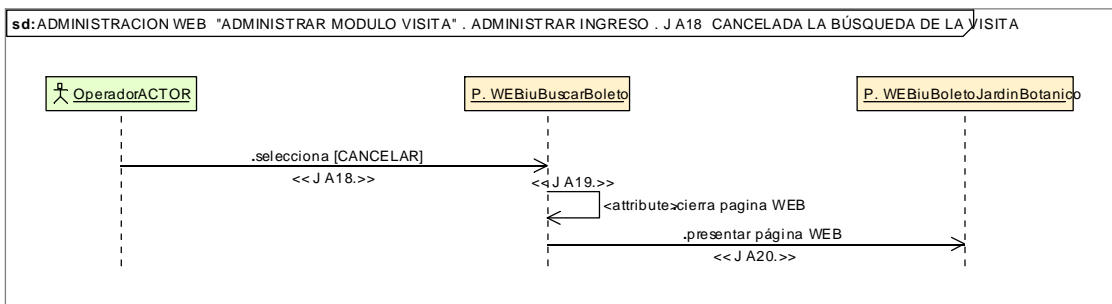 sd:ADMINISTRACION WEB "ADMINISTRAR MODULO VISITA" . ADMINISTRAR INGRESO . J A18 CANCELADA LA BÚSQUEDA DE LA VISITA
OperadorACTOR
P. WEBiuBuscarBoleto
P. WEBiuBoletoJardinBotanico
.selecciona [CANCELAR]
<< J A18.>>
<< J A19.>>
<attribute>cierra pagina WEB
.presentar página WEB
<< J A20.>>